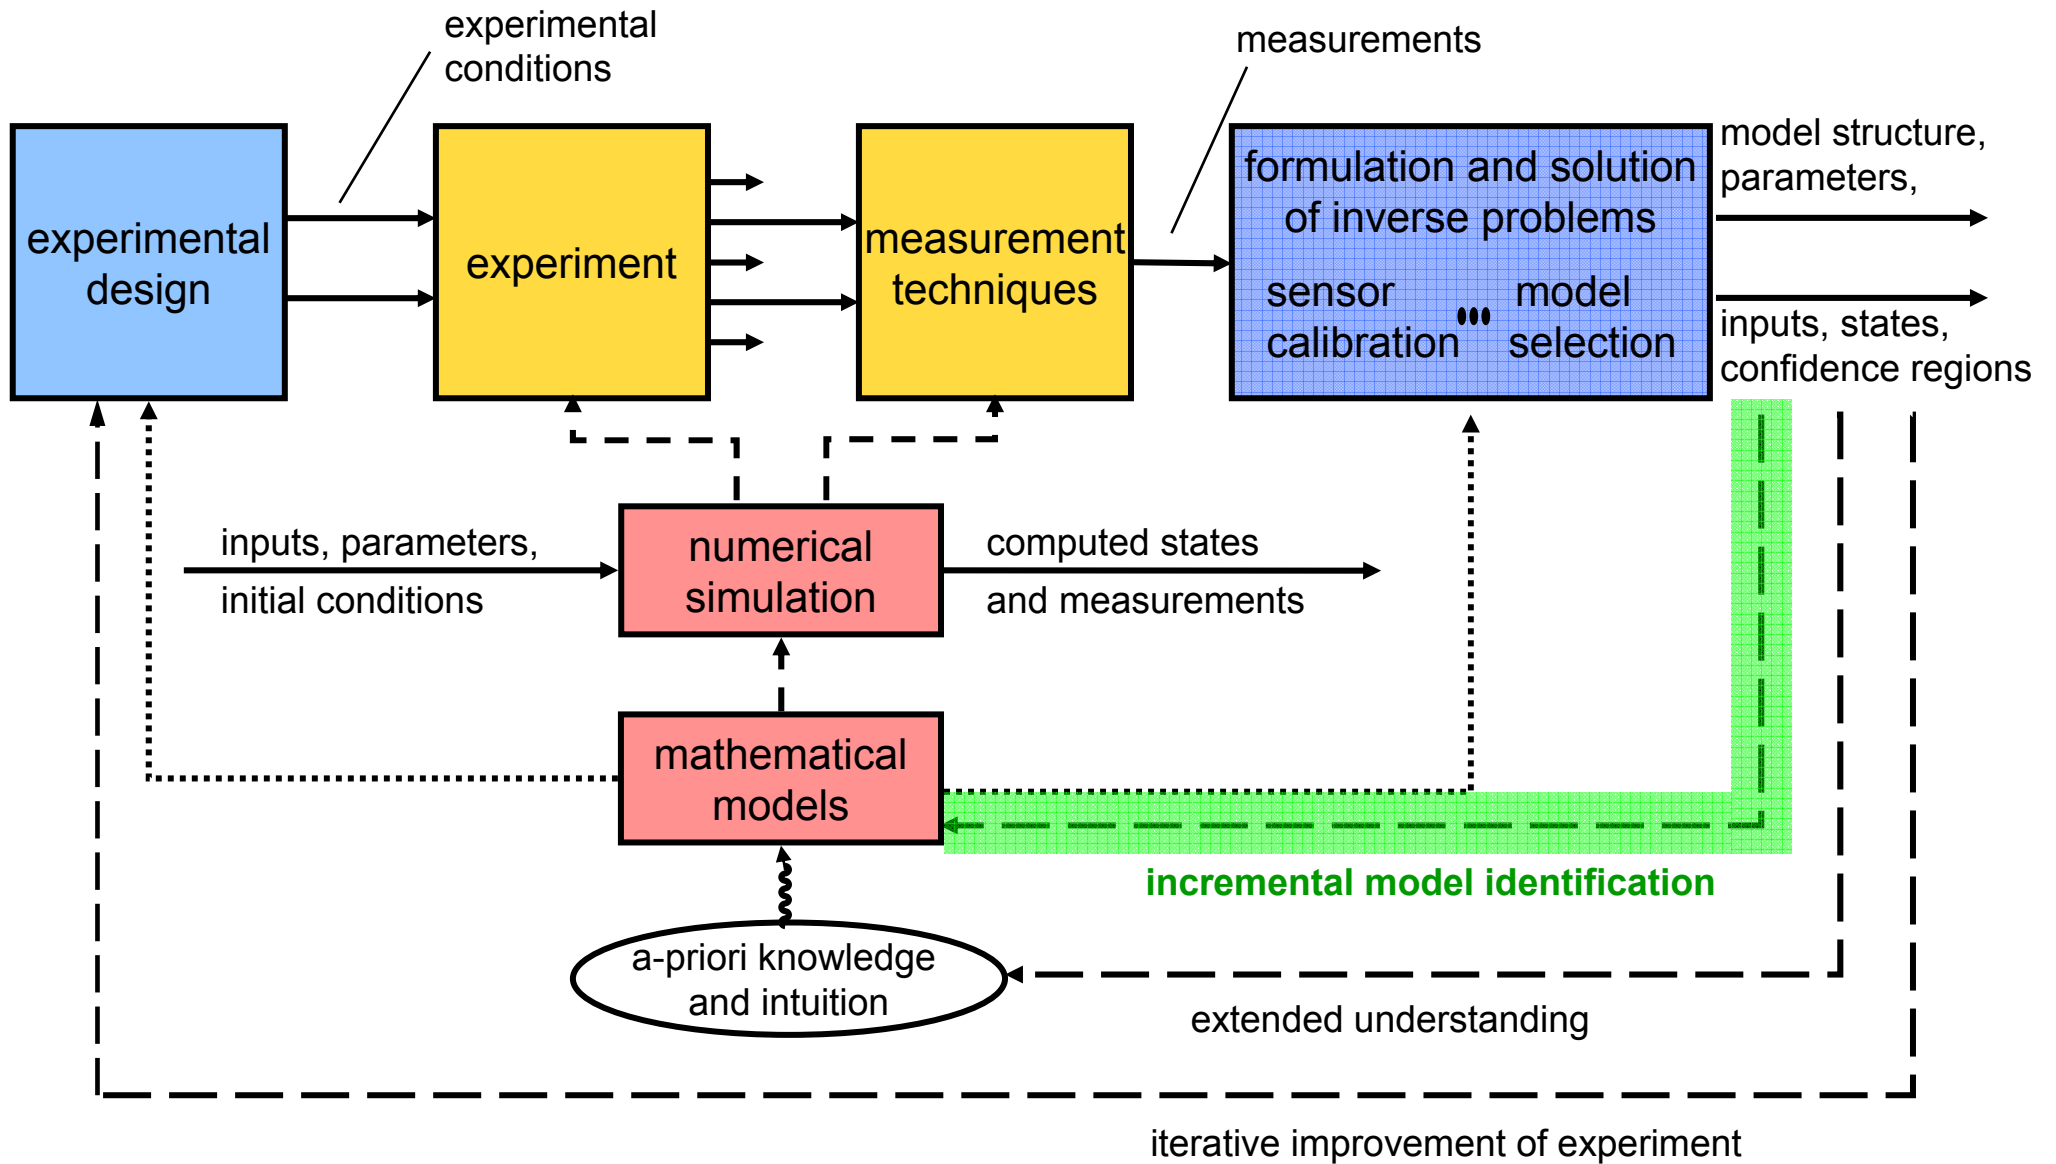 experimental
conditions
measurements
experimental
design
experiment
measurement
techniques
formulation and solution
of inverse problems
sensor
calibration
model
selection
model structure,
parameters,
inputs, states,
confidence regions
inputs, parameters,
initial conditions
numerical
simulation
computed states
and measurements
mathematical
models
incremental model identification
a-priori knowledge
and intuition
extended understanding
iterative improvement of experiment